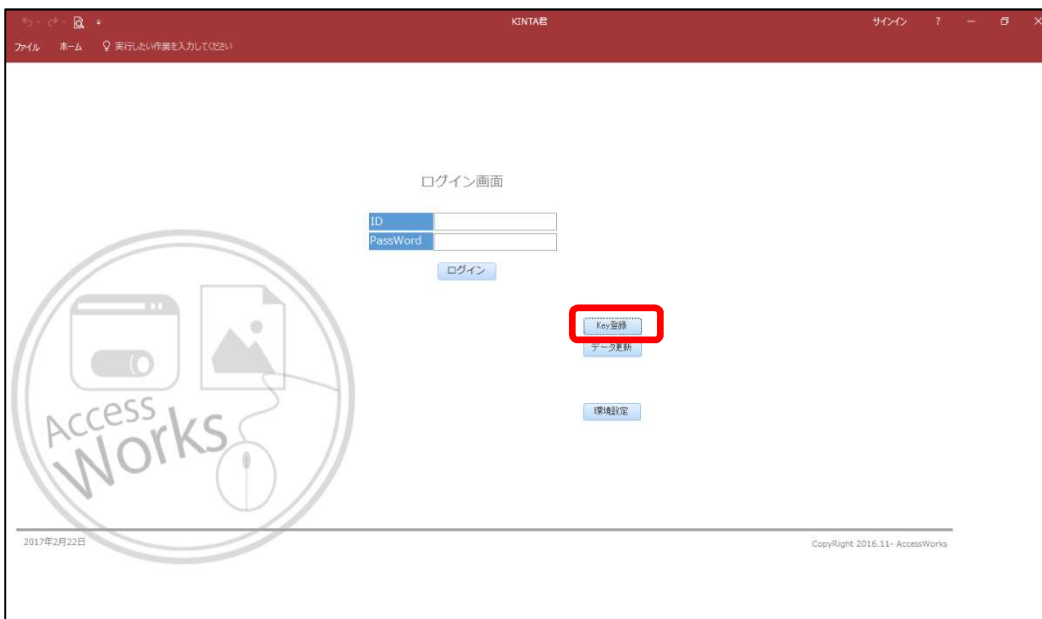 KINTA君
サインイン ?
ファイル ホーム 実行したい作業を入力してください
ログイン画面
ID
PassWord
ログイン
Key登録
データ更新
環境設定
Access
Works
2017年2月22日
CopyRight 2016.11- AccessWorks